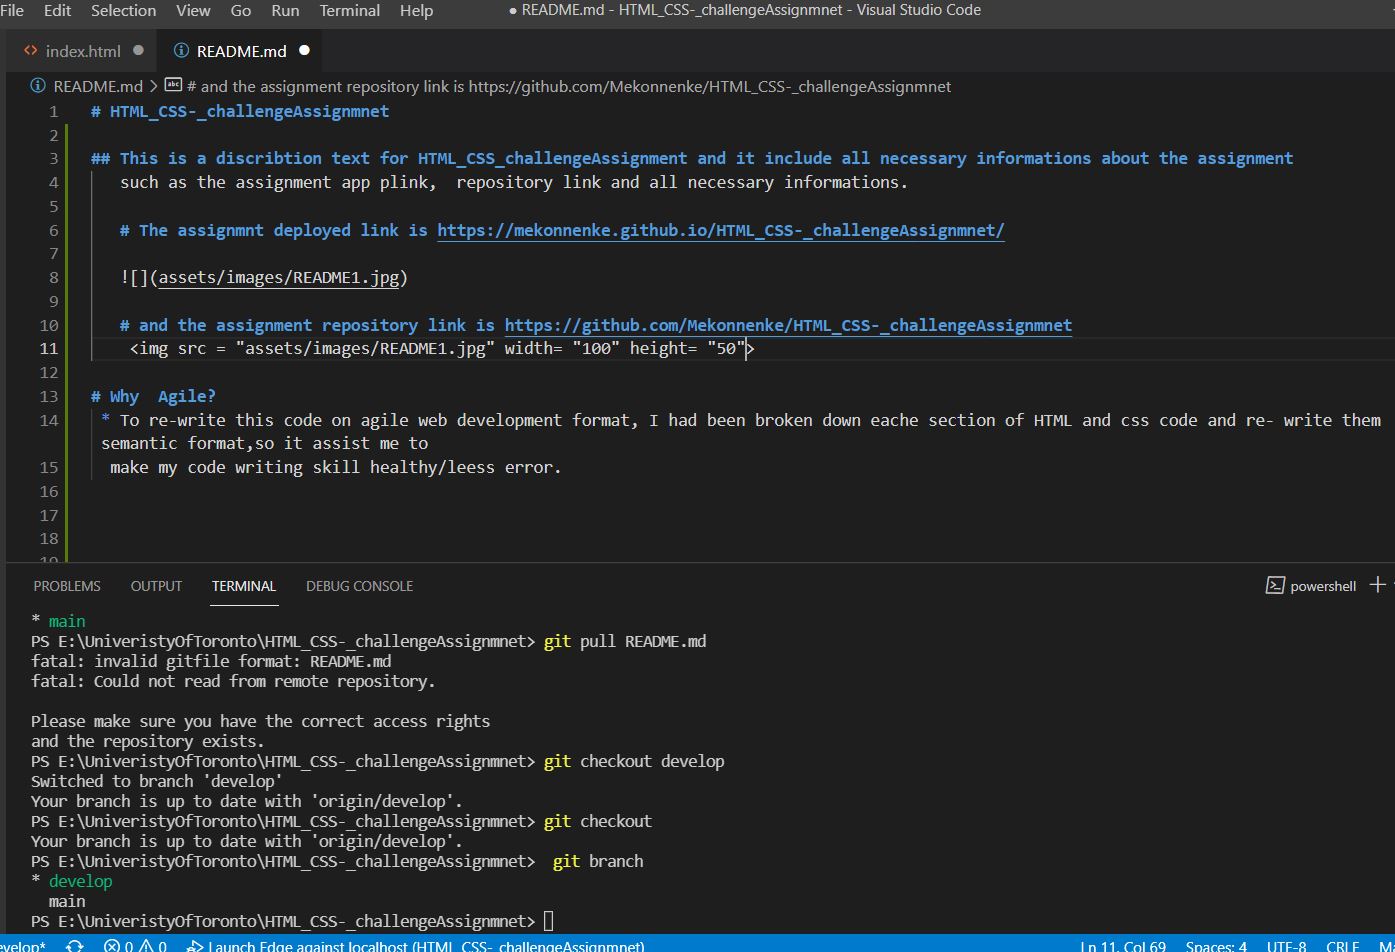 File Edit Selection View Go Run Terminal Help ● README.md - HTML_CSS-_challengeAssignmnet - Visual Studio Code
<> index.html ● README.md ●
README.md > # and the assignment repository link is https://github.com/Mekonnenke/HTML_CSS-_challengeAssignmnet
1 # HTML_CSS-_challengeAssignmnet
2
3 ## This is a discribtion text for HTML_CSS_challengeAssignment and it include all necessary informations about the assignment
4 such as the assignment app plink,  repository link and all necessary informations.
5
6 # The assignmnt deployed link is https://mekonnenke.github.io/HTML_CSS-_challengeAssignmnet/
7
8 ![](assets/images/README1.jpg)
9
10 # and the assignment repository link is https://github.com/Mekonnenke/HTML_CSS-_challengeAssignmnet
11 <img src = "assets/images/README1.jpg" width= "100" height= "50">
12
13 # Why  Agile?
14 * To re-write this code on agile web development format, I had been broken down eache section of HTML and css code and re- write them
semantic format,so it assist me to
15 make my code writing skill healthy/leess error.
16
17
18
19
PROBLEMS OUTPUT TERMINAL DEBUG CONSOLE powershell +
* main
PS E:\UniveristyOfToronto\HTML_CSS-_challengeAssignmnet> git pull README.md
fatal: invalid gitfile format: README.md
fatal: Could not read from remote repository.
Please make sure you have the correct access rights
and the repository exists.
PS E:\UniveristyOfToronto\HTML_CSS-_challengeAssignmnet> git checkout develop
Switched to branch 'develop'
Your branch is up to date with 'origin/develop'.
PS E:\UniveristyOfToronto\HTML_CSS-_challengeAssignmnet> git checkout
Your branch is up to date with 'origin/develop'.
PS E:\UniveristyOfToronto\HTML_CSS-_challengeAssignmnet>  git branch
* develop
main
PS E:\UniveristyOfToronto\HTML_CSS-_challengeAssignmnet>
evelop* 0 0 Launch Edge against localhost (HTML_CSS-_challengeAssignmnet) Ln 11, Col 69 Spaces: 4 UTF-8 CRLF